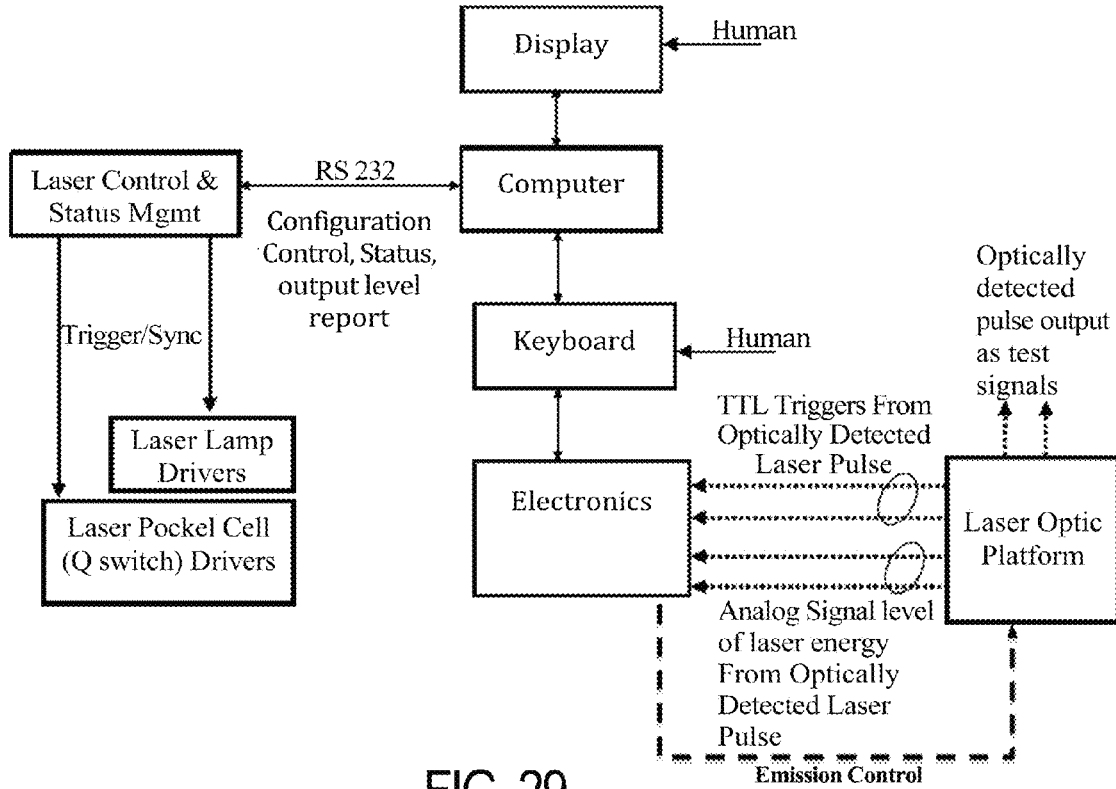 Display
Human
Laser Control &
Status Mgmt
RS 232
Computer
Configuration
Control, Status,
output level
report
Trigger/Sync
Keyboard
Human
Optically
detected
pulse output
as test
signals
Laser Lamp
Drivers
Laser Pockel Cell
(Q switch) Drivers
Electronics
TTL Triggers From
Optically Detected
Laser Pulse
Laser Optic
Platform
Analog Signal level
of laser energy
From Optically
Detected Laser
Pulse
Emission Control
FIG. 29